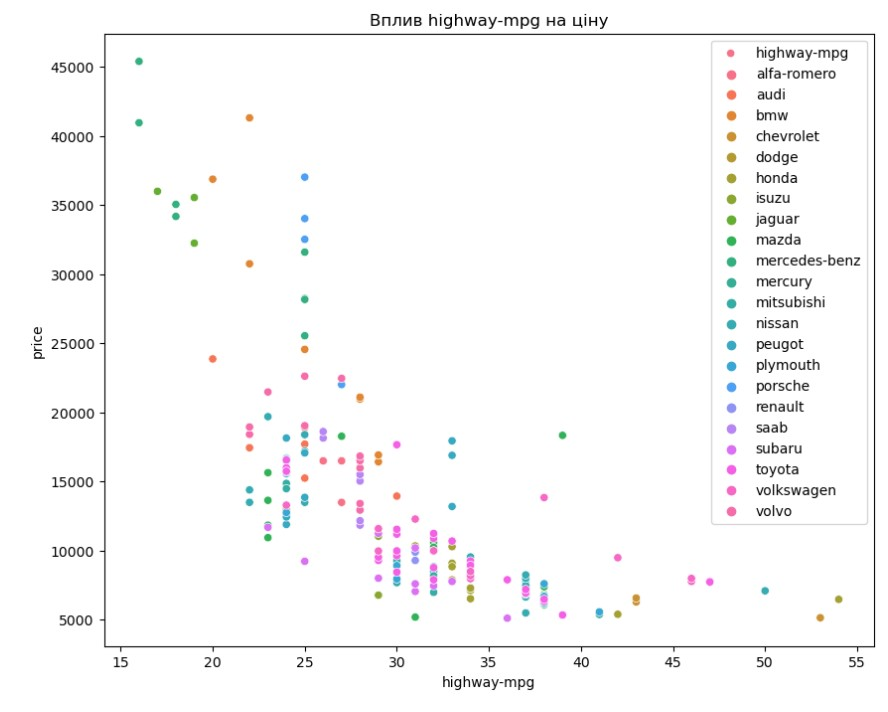 Вплив highway-mpg на ціну
highway-mpg
alfa-romero
audi
bmw
chevrolet
dodge
honda
isuzu
jaguar
mazda
mercedes-benz
mercury
mitsubishi
nissan
peugot
plymouth
porsche
renault
saab
subaru
toyota
volkswagen
volvo
price
45000
40000
35000
30000
25000
20000
15000
10000
5000
15 20 25 30 35 40 45 50 55
highway-mpg